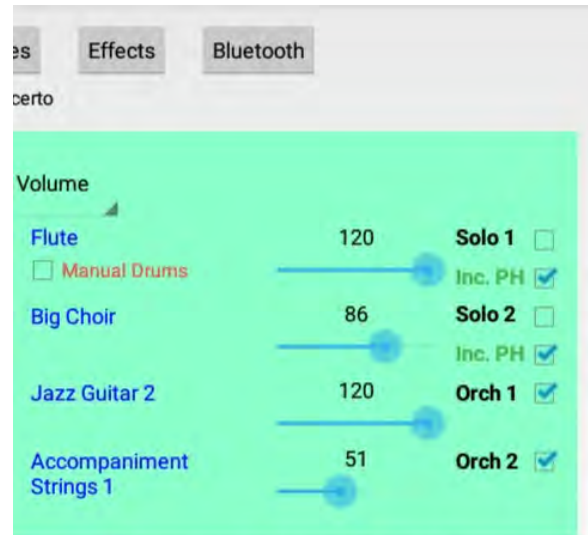 es Effects Bluetooth
certo
Volume
Flute 120 Solo 1
Manual Drums Inc. PH
Big Choir 86 Solo 2
Inc. PH
Jazz Guitar 2 120 Orch 1
Accompaniment 51 Orch 2
Strings 1